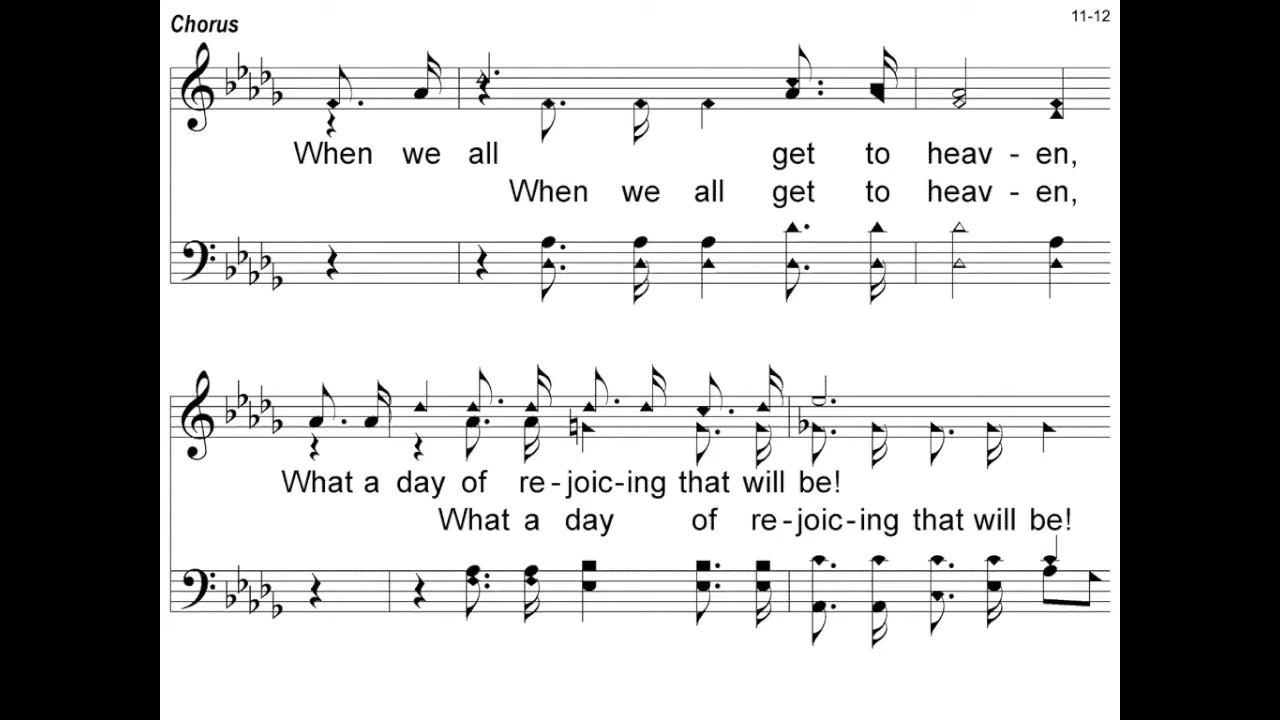 Chorus
11-12
When we all get to heav - en,
When we all get to heav - en,
What a day of re - joic - ing that will be!
What a day of re - joic - ing that will be!